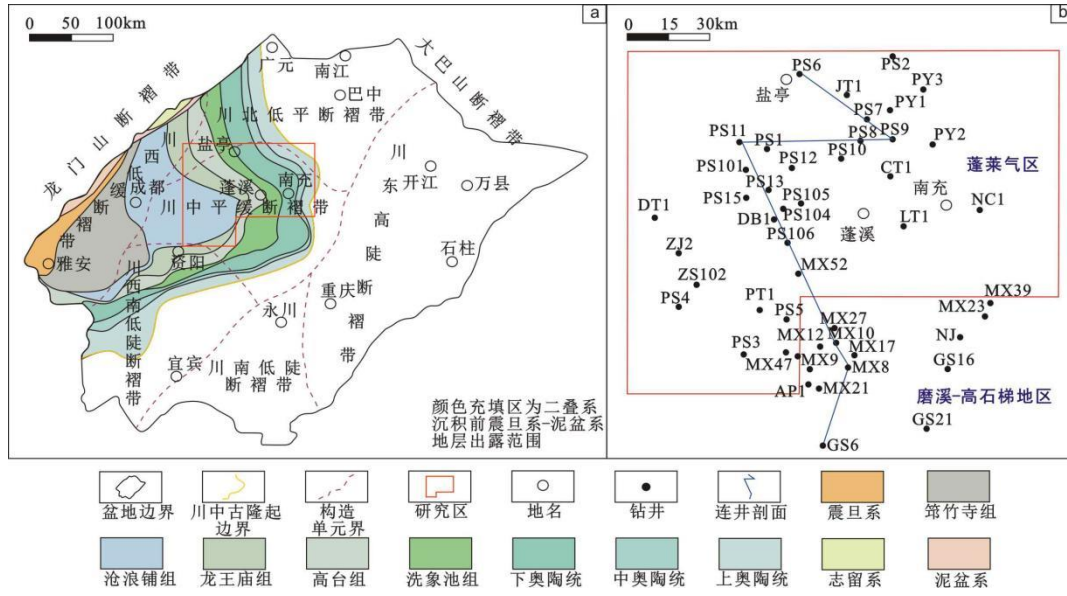 0 50 100km
a
广元
南江
巴中
大巴山断褶带
龙门山断褶带
川北低平断褶带
盐亭
川西低缓断褶带
成都
蓬溪
南充
川中平缓断褶带
川东高陡断褶带
开江
万县
石柱
雅安
资阳
重庆
永川
川西南低陡断褶带
宜宾
川南低陡
断褶带
颜色充填区为二叠系
沉积前震旦系-泥盆系
地层出露范围
0 15 30km
b
PS6
PS2
盐亭
JT1
PY3
PS7
PY1
PS11
PS1
PS8
PS9
PY2
PS10
PS101
PS12
蓬莱气区
CT1
PS13
南充
PS15
PS105
NC1
DT1
DB1
PS104
蓬溪
LT1
PS106
ZJ2
MX52
ZS102
PS4
PT1
PS5
MX39
MX23
MX27
MX10
NJ
PS3
MX12
MX17
MX47
MX9
MX8
GS16
AP1
MX21
磨溪-高石梯地区
GS21
GS6
盆地边界
川中古隆起
边界
构造
单元界
研究区
地名
钻井
连井剖面
震旦系
筇竹寺组
沧浪铺组
龙王庙组
高台组
洗象池组
下奥陶统
中奥陶统
上奥陶统
志留系
泥盆系